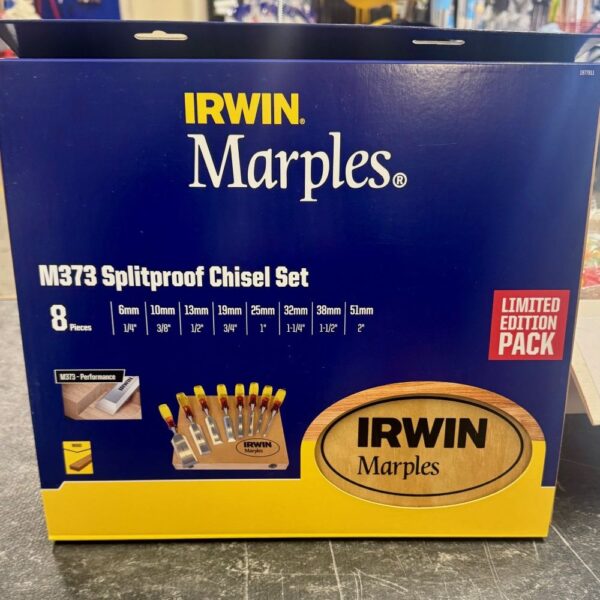 IRWIN®
Marples®
M373 Splitproof Chisel Set
8 Pieces
6mm 10mm 13mm 19mm 25mm 32mm 38mm 51mm
1/4" 3/8" 1/2" 3/4" 1" 1-1/4" 1-1/2" 2"
LIMITED
EDITION
PACK
M373 - Performance
IRWIN
Marples
IRWIN
Marples